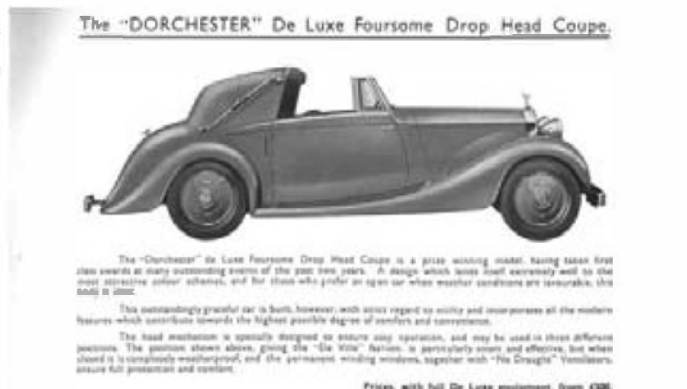 The "DORCHESTER" De Luxe Foursome Drop Head Coupe.
The "Dorchester" de Luxe Foursome Drop Head Coupe is a prize winning model, having taken first
class awards at many outstanding events of the past two years. A design which lends itself extremely well to the
most attractive colour schemes, and for those who prefer an open car when weather conditions are favourable, this
body is ideal.
This outstandingly graceful car is built, however, with strict regard to utility and incorporates all the modern
features which contribute towards the highest possible degree of comfort and convenience.
The head mechanism is specially designed to ensure easy operation, and may be used in three different
positions. The position shown above, giving the "De Ville" fashion, is particularly smart and effective, but when
closed it is completely weatherproof, and the permanent winding windows, together with "No Draught" Ventilators,
ensure full protection and comfort.
Prices, with full De Luxe equipment, from